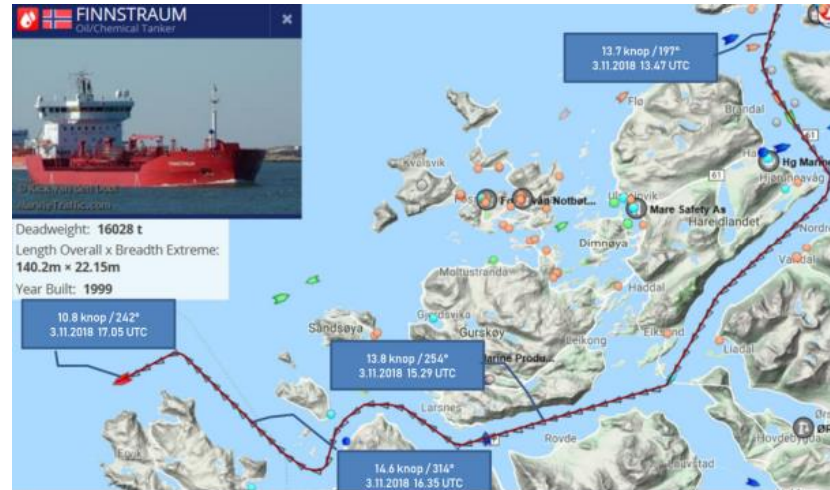 FINNSTRAUM
Oil/Chemical Tanker
×
MarineTraffic.com
Deadweight: 16028 t
Length Overall x Breadth Extreme:
140.2m × 22.15m
Year Built: 1999
10.8 knop / 242°
3.11.2018 17.05 UTC
13.7 knop / 197°
3.11.2018 13.47 UTC
13.8 knop / 254°
3.11.2018 15.29 UTC
14.6 knop / 314°
3.11.2018 16.35 UTC
Flø
Brandal
61
Kvolsvik
Hg Marine
Hjørungavåg
61
Mare Safety As
Hareidlandet
Dimnøya
Moltustranda
Haddal
Gjerdsvika
Sandsøya
Gurskøy
Leikong
Eiksund
Liadal
Larsnes
Rovde
Hovdebygda